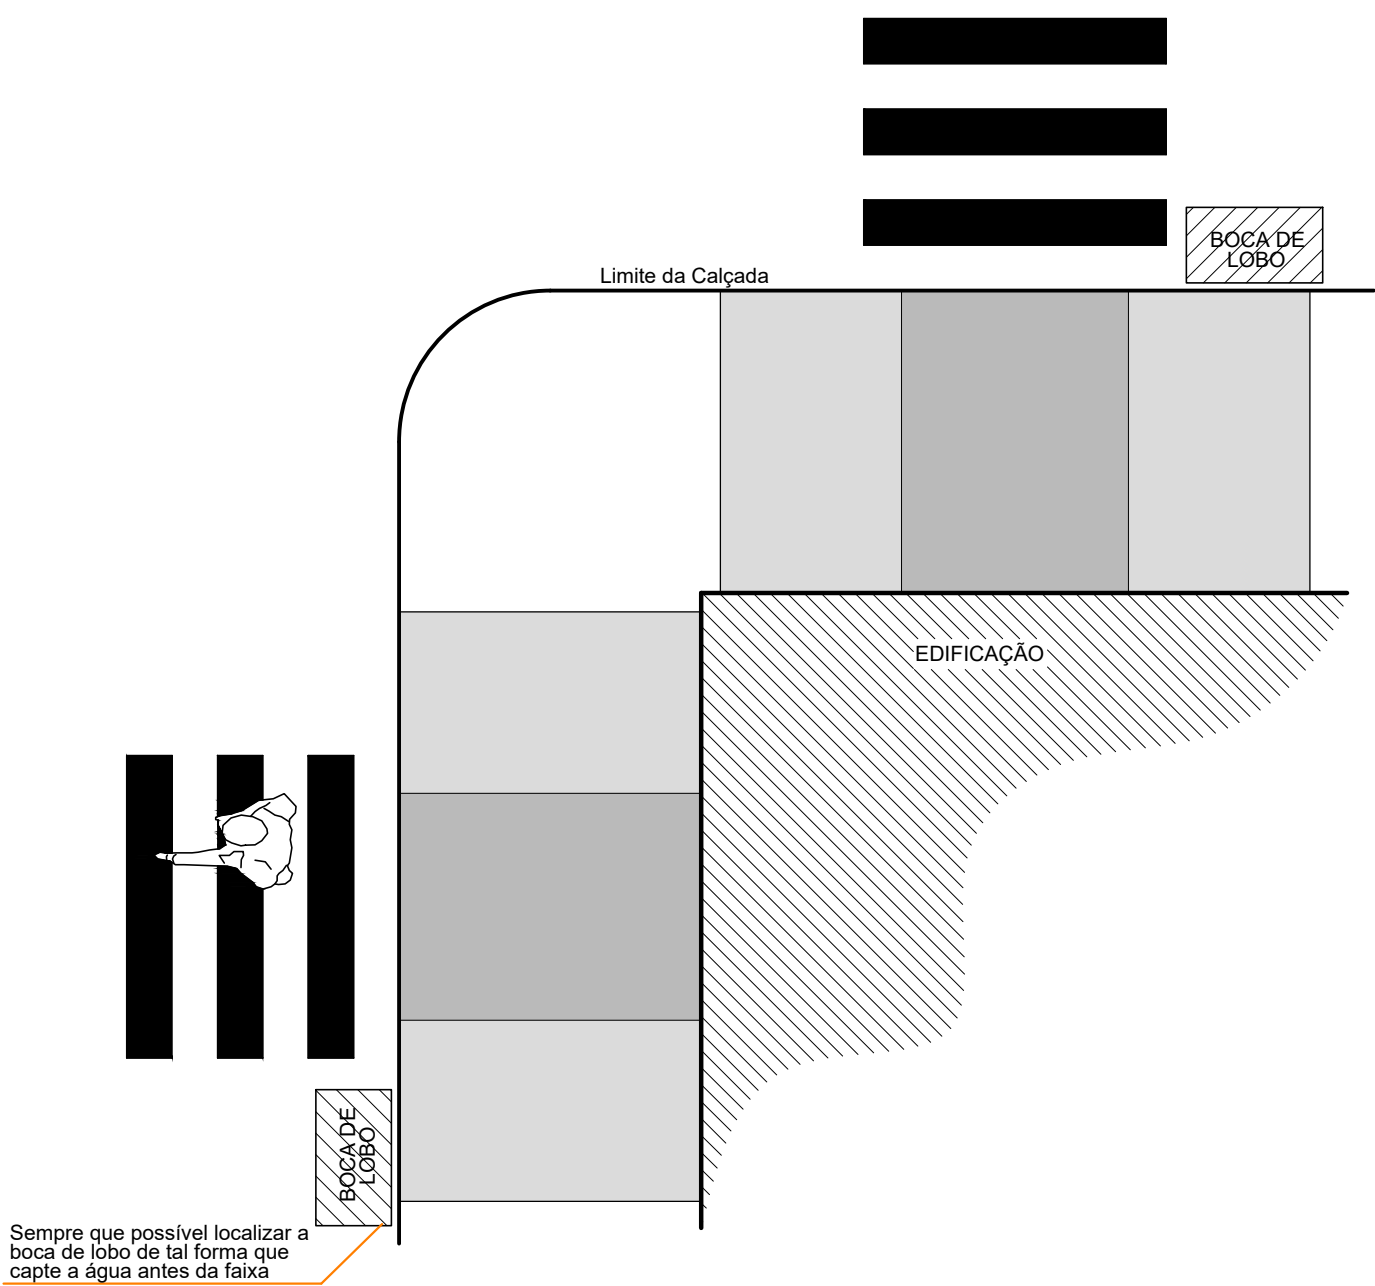 BOCA DE
LOBO
Limite da Calçada
EDIFICAÇÃO
BOCA DE
LOBO
Sempre que possível localizar a
boca de lobo de tal forma que
capte a água antes da faixa